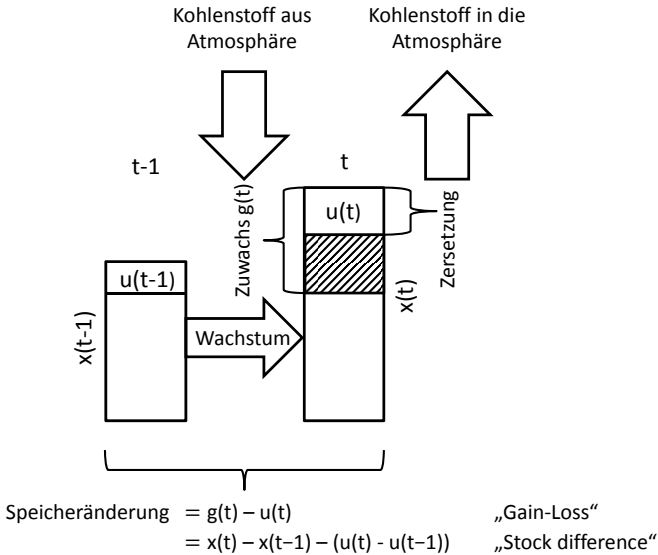 Kohlenstoff aus
Atmosphäre
Kohlenstoff in die
Atmosphäre
t-1
t
Zuwachs g(t)
u(t)
Zersetzung
x(t)
u(t-1)
x(t-1)
Wachstum
Speicheränderung = g(t) – u(t) „Gain-Loss“
= x(t) – x(t−1) – (u(t) - u(t−1)) „Stock difference“